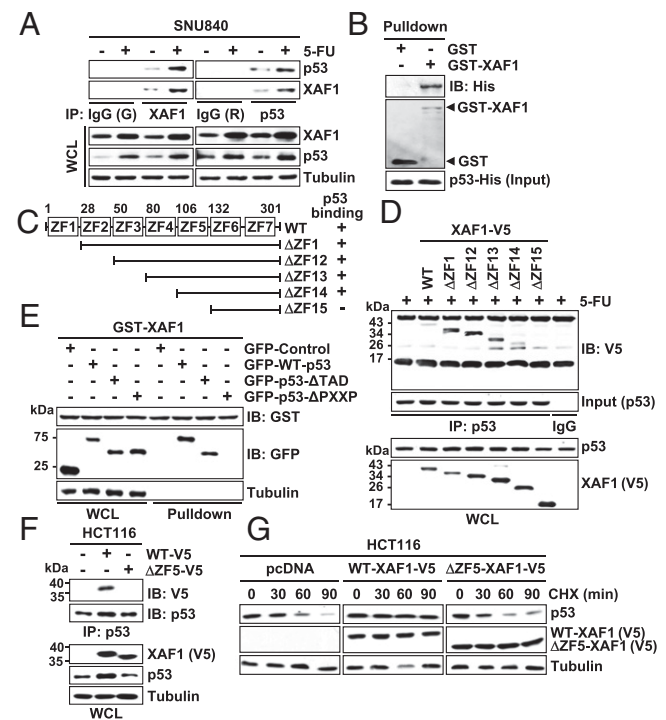 A
SNU840
- + - + - + - + 5-FU
p53
XAF1
IP: IgG (G) XAF1 IgG (R) p53
WCL
XAF1
p53
Tubulin
B
Pulldown
+ - GST
- + GST-XAF1
IB: His
◄GST-XAF1
◄GST
p53-His (Input)
C
1 28 50 80 106 132 301 p53 binding
ZF1 ZF2 ZF3 ZF4 ZF5 ZF6 ZF7 WT +
ΔZF1 +
ΔZF12 +
ΔZF13 +
ΔZF14 +
ΔZF15 -
D
XAF1-V5
WT ΔZF1 ΔZF12 ΔZF13 ΔZF14 ΔZF15
+ + + + + + + 5-FU
kDa
43
34
26
17
IB: V5
Input (p53)
IP: p53 IgG
kDa
p53
43
34
26
17
XAF1 (V5)
WCL
E
GST-XAF1
+ + GFP-Control
+ + GFP-WT-p53
+ + GFP-p53-ΔTAD
+ + GFP-p53-ΔPXXP
kDa
IB: GST
75
25
IB: GFP
Tubulin
WCL Pulldown
F
HCT116
- + - WT-V5
- - + ΔZF5-V5
kDa
40
35
IB: V5
IB: p53
IP: p53
40
35
XAF1 (V5)
p53
Tubulin
WCL
G
HCT116
pcDNA WT-XAF1-V5 ΔZF5-XAF1-V5
0 30 60 90 0 30 60 90 0 30 60 90 CHX (min)
p53
WT-XAF1 (V5)
ΔZF5-XAF1 (V5)
Tubulin